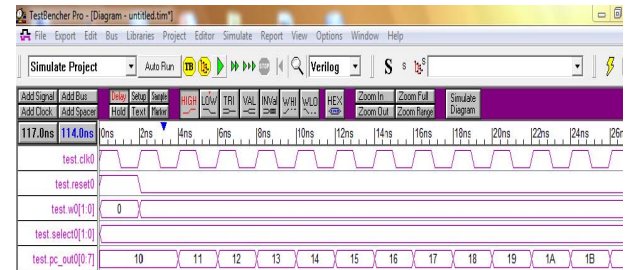 TestBencher Pro - [Diagram - untitled.tim*]
File Export Edit Bus Libraries Project Editor Simulate Report View Options Window Help
Simulate Project Auto Run TB Verilog S S
Add Signal Add Bus Delay Setup Sample HIGH LOW TRI VAL INVal WHI WLO HEX Zoom In Zoom Full Simulate
Add Clock Add Spacer Hold Text Marker Zoom Out Zoom Range Diagram
117.0ns 114.0ns 0ns 2ns 4ns 6ns 8ns 10ns 12ns 14ns 16ns 18ns 20ns 22ns 24ns
test.clk0
test.reset0
test.w0[1:0] 0
test.select0[1:0]
test.pc_out0[0:7] 10 11 12 13 14 15 16 17 18 19 1A 1B